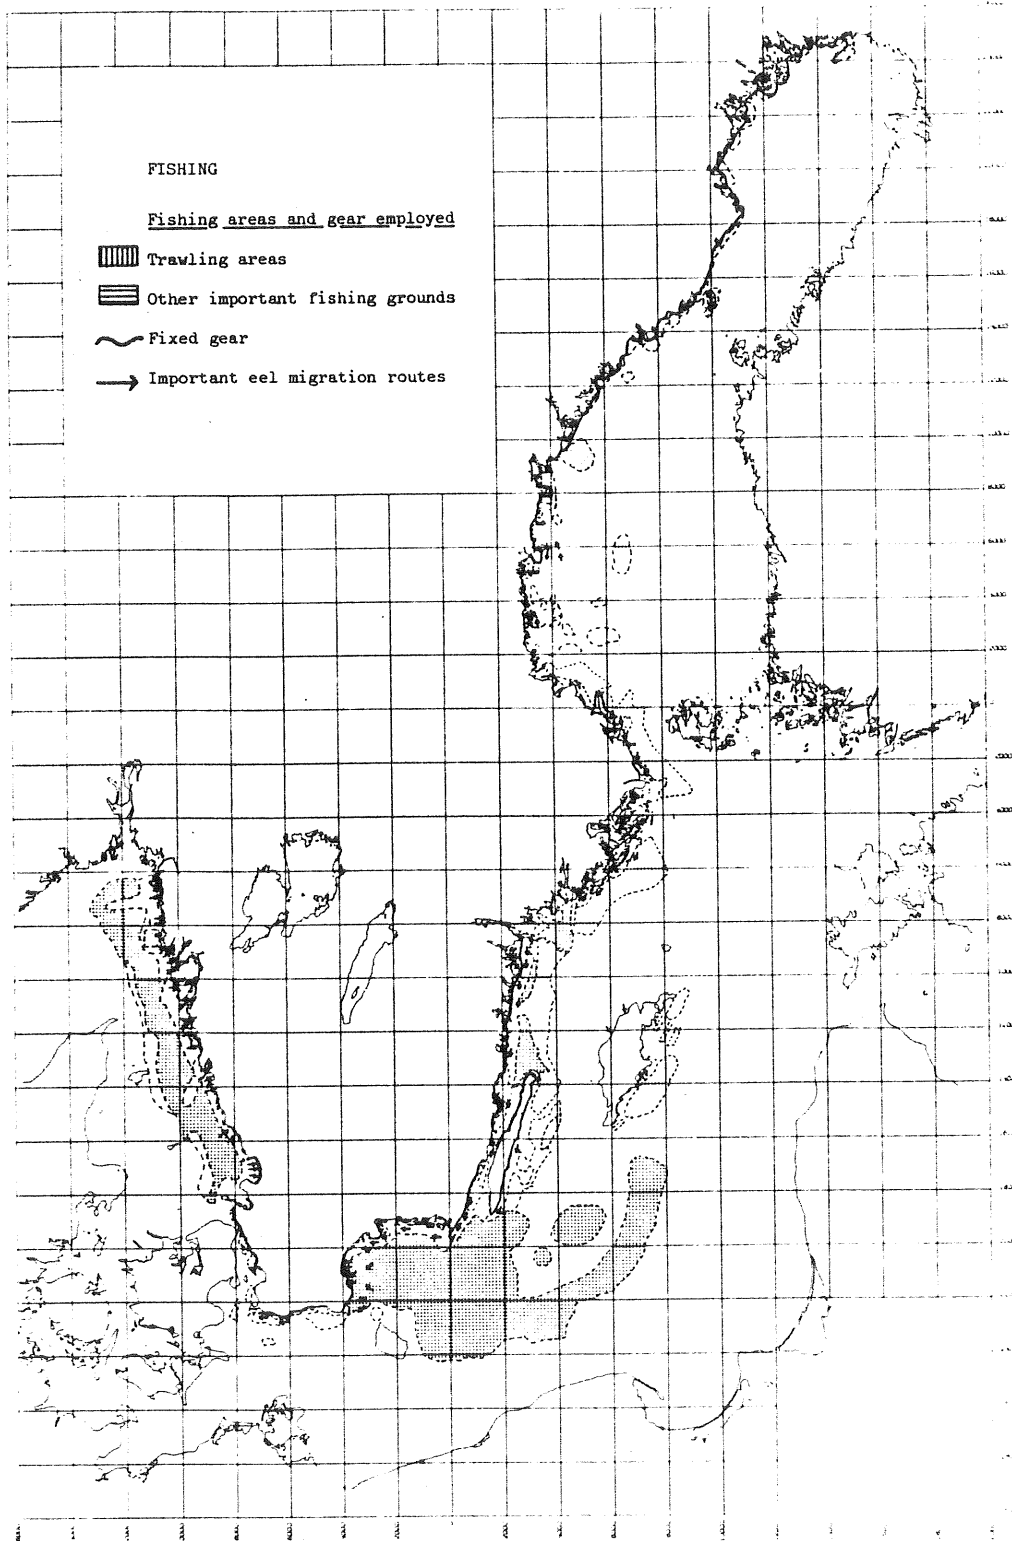 FISHING
Fishing areas and gear employed
Trawling areas
Other important fishing grounds
Fixed gear
Important eel migration routes